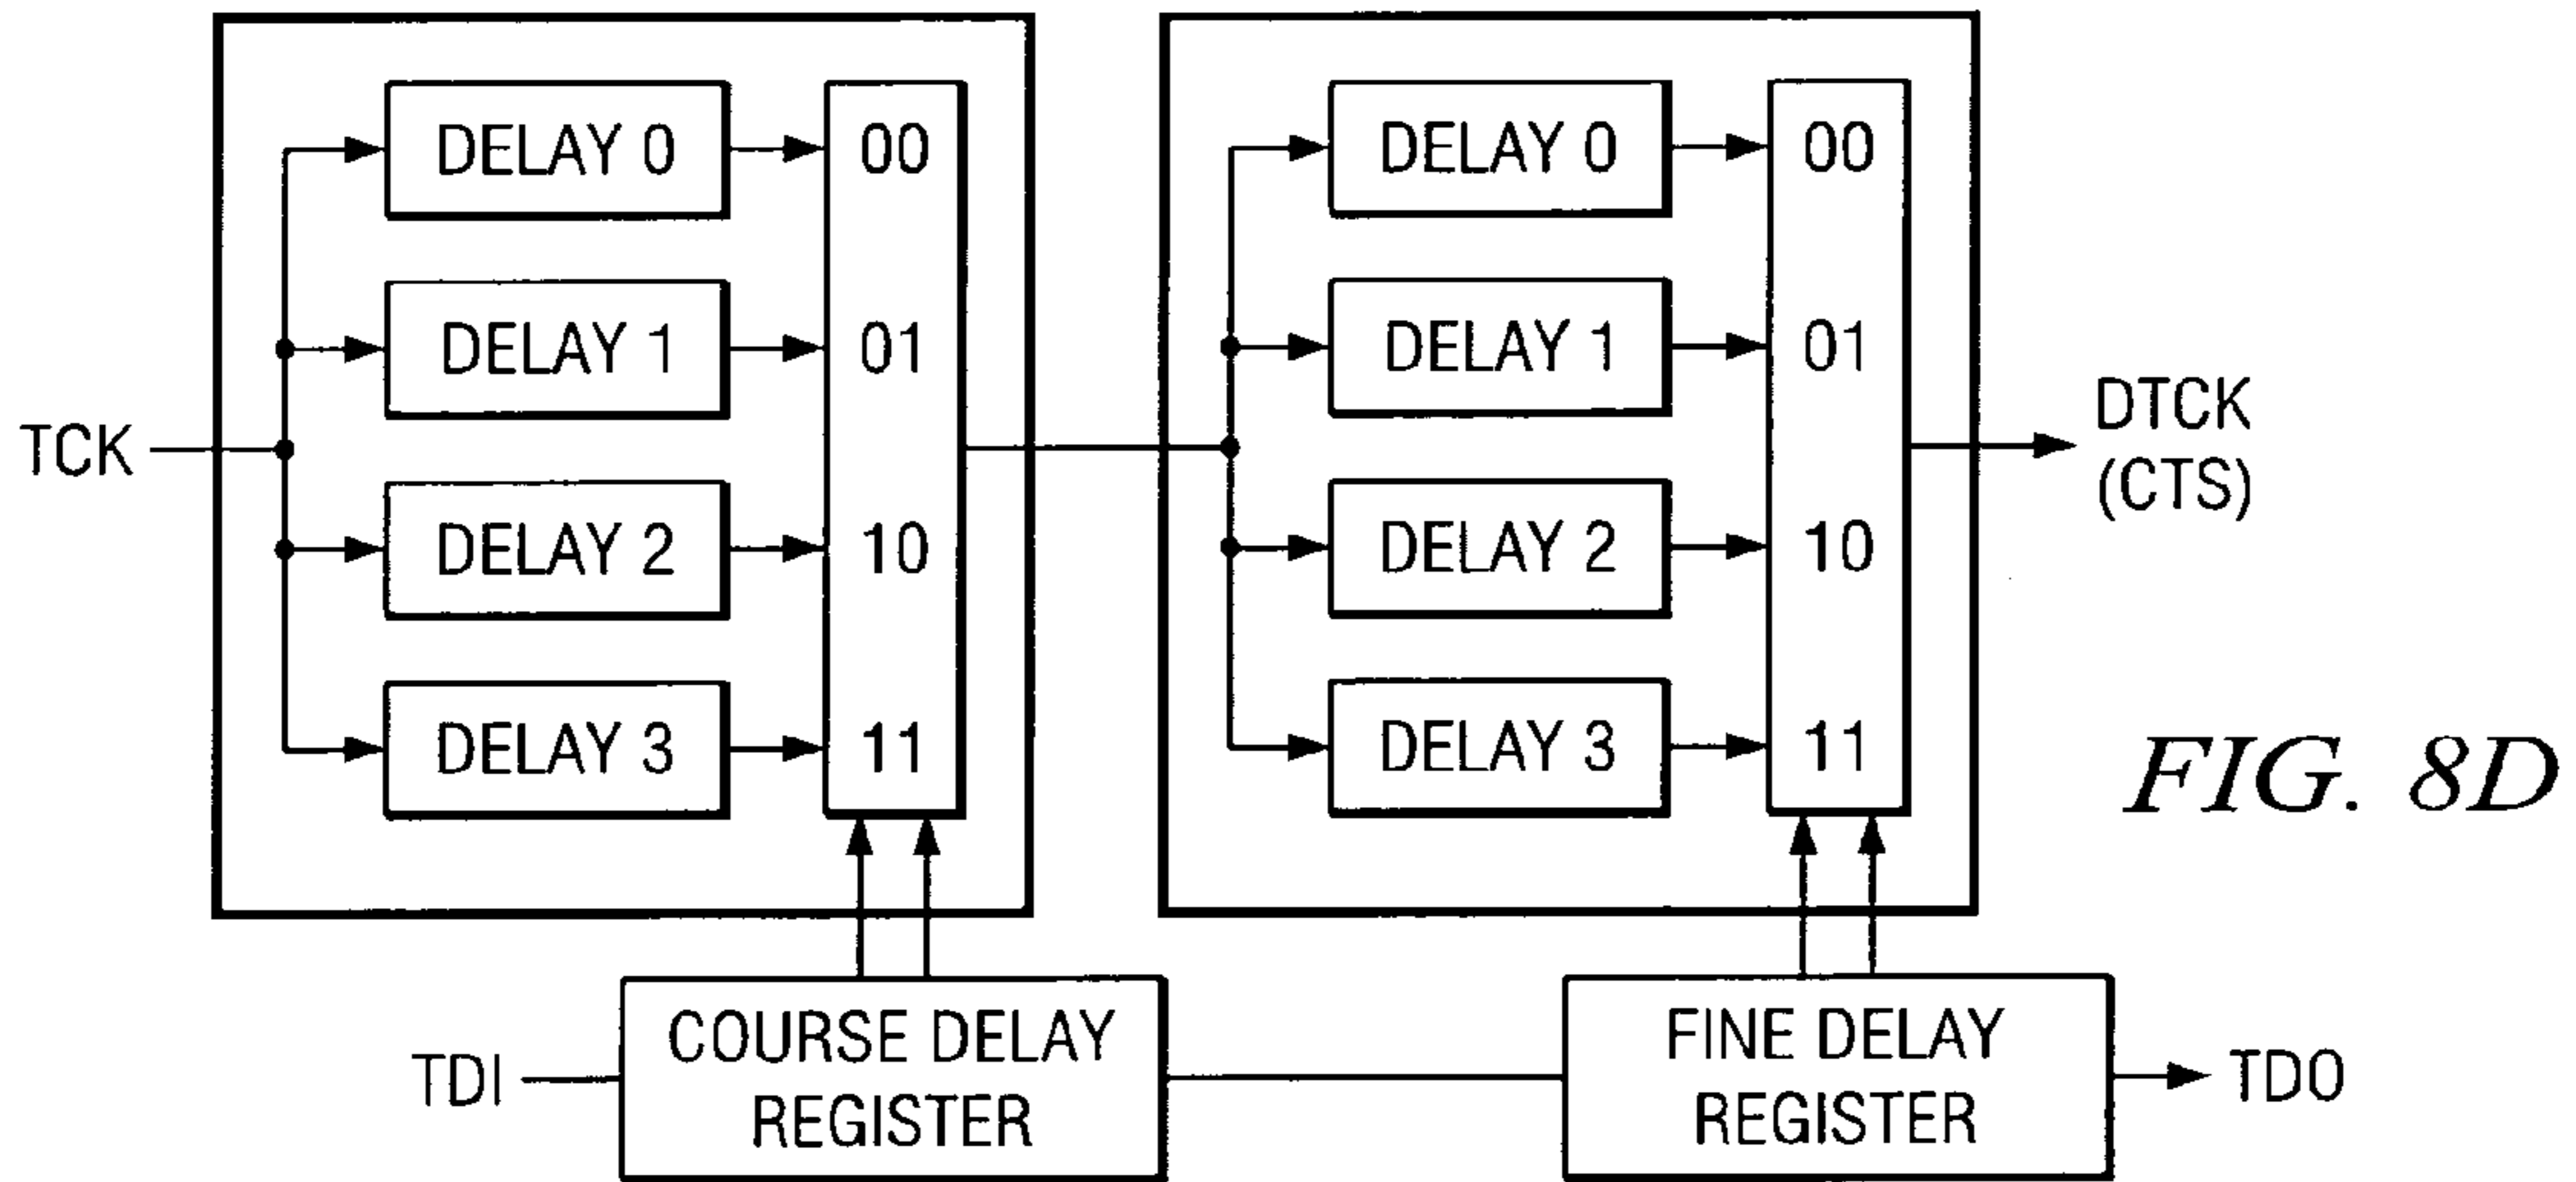 DELAY 0
00
DELAY 1
01
TCK
DELAY 2
10
DELAY 3
11
DELAY 0
00
DELAY 1
01
DTCK
(CTS)
DELAY 2
10
DELAY 3
11
FIG. 8D
TDI
COURSE DELAY
REGISTER
FINE DELAY
REGISTER
TDO